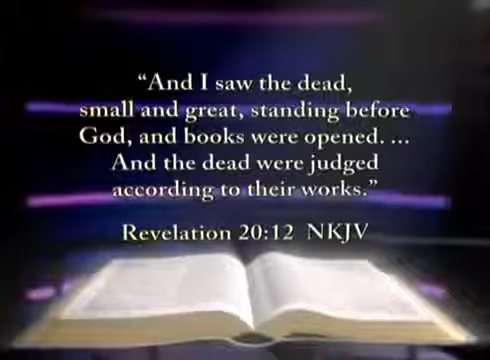 “And I saw the dead,
small and great, standing before
God, and books were opened. ...
And the dead were judged
according to their works.”
Revelation 20:12 NKJV